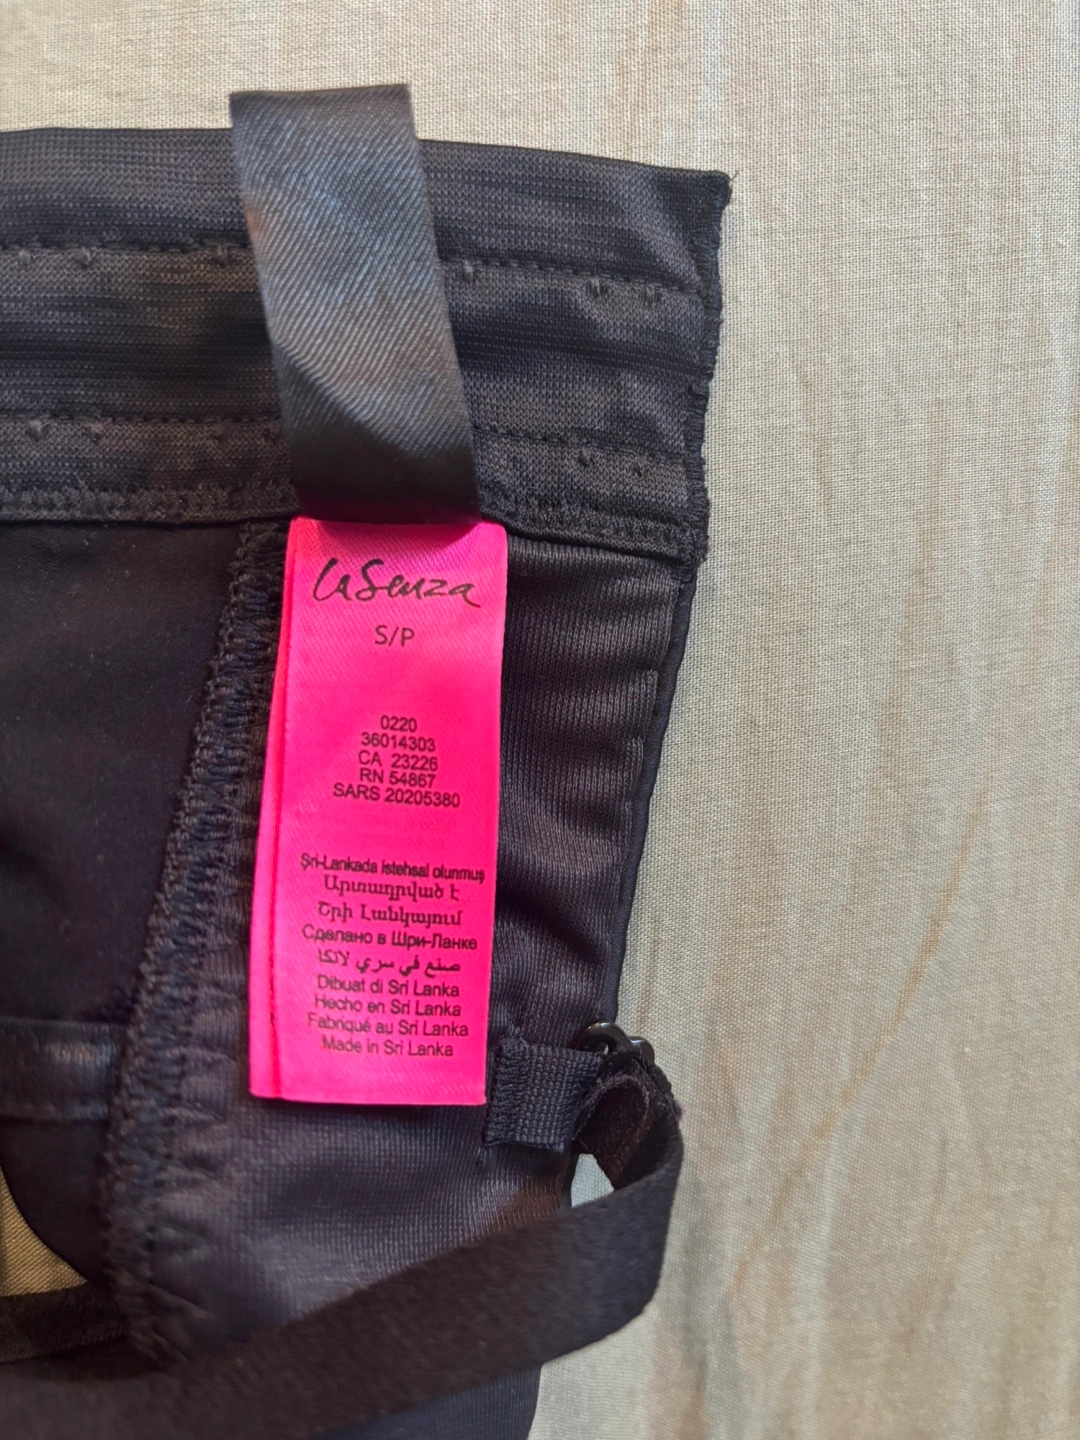 La Senza
S/P
0220
36014303
CA 23226
RN 54867
SARS 20205380
Şri-Lankada istehsal olunmuş
Արտադրված է
Շրի Լանկայում
Сделано в Шри-Ланке
صنع في سري لانكا
Dibuat di Sri Lanka
Hecho en Sri Lanka
Fabriqué au Sri Lanka
Made in Sri Lanka